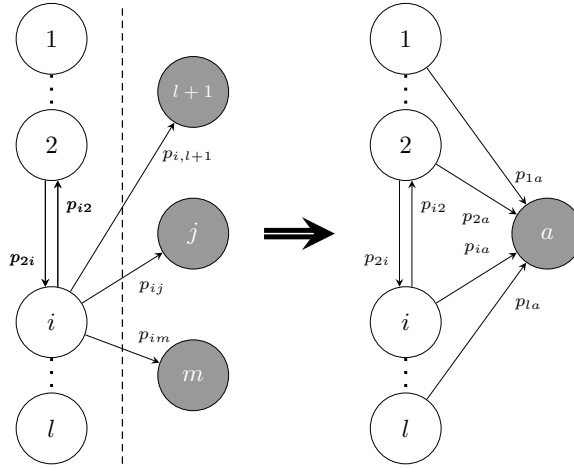 1
2
i
l
l + 1
j
m
p_{i2}
p_{2i}
p_{i,l+1}
p_{ij}
p_{im}
1
2
i
l
a
p_{i2}
p_{2i}
p_{1a}
p_{2a}
p_{ia}
p_{la}